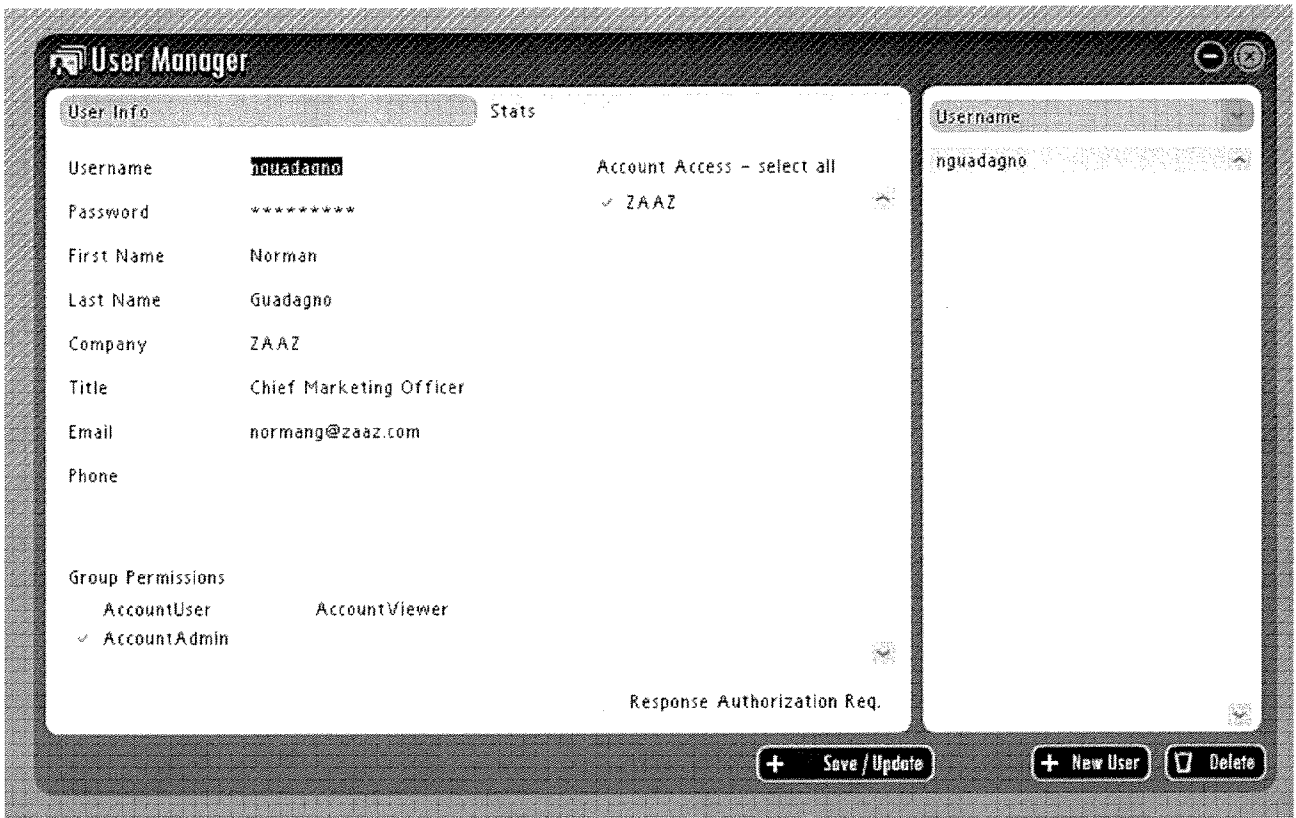 User Manager
User Info
Stats
Username nguadagno
Password *********
First Name Norman
Last Name Guadagno
Company ZAAZ
Title Chief Marketing Officer
Email normang@zaaz.com
Phone
Group Permissions
AccountUser AccountViewer
AccountAdmin
Account Access – select all
ZAAZ
Response Authorization Req.
Username
nguadagno
Save / Update
New User
Delete